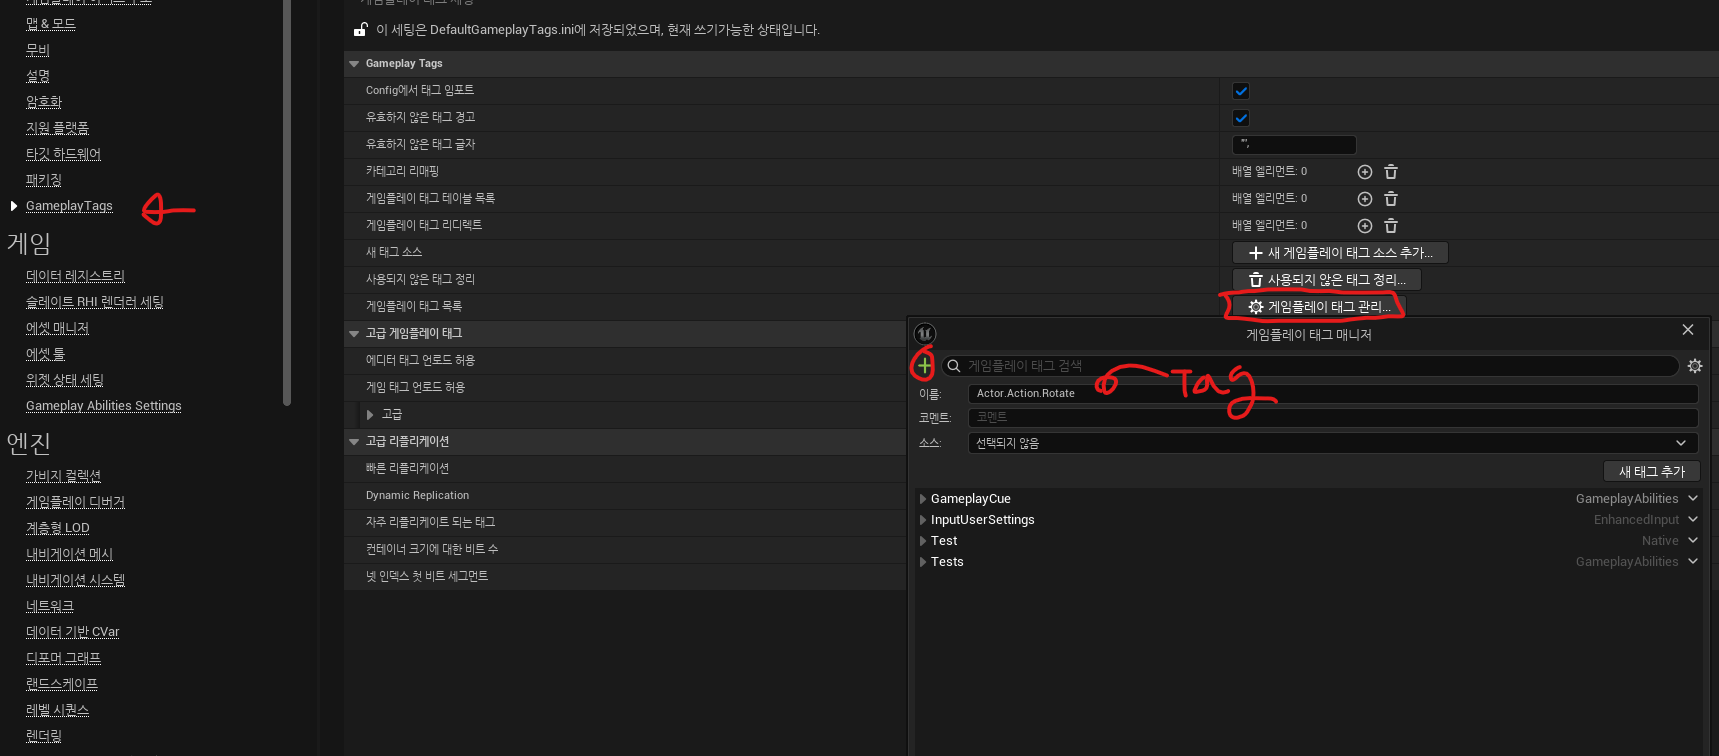 맵 & 모드
무비
설명
암호화
지원 플랫폼
타깃 하드웨어
패키징
GameplayTags
게임
데이터 레지스트리
슬레이트 RHI 렌더러 세팅
에셋 매니저
에셋 툴
위젯 상태 세팅
Gameplay Abilities Settings
엔진
가비지 컬렉션
게임플레이 디버거
계층형 LOD
내비게이션 메시
내비게이션 시스템
네트워크
데이터 기반 CVar
디포머 그래프
랜드스케이프
레벨 시퀀스
렌더링
이 세팅은 DefaultGameplayTags.ini에 저장되었으며, 현재 쓰기가능한 상태입니다.
Gameplay Tags
Config에서 태그 임포트
유효하지 않은 태그 경고
유효하지 않은 태그 글자 "',
카테고리 리매핑 배열 엘리먼트: 0
게임플레이 태그 테이블 목록 배열 엘리먼트: 0
게임플레이 태그 리디렉트 배열 엘리먼트: 0
새 태그 소스 새 게임플레이 태그 소스 추가...
사용되지 않은 태그 정리 사용되지 않은 태그 정리...
게임플레이 태그 목록 게임플레이 태그 관리...
고급 게임플레이 태그
에디터 태그 언로드 허용
게임 태그 언로드 허용
고급
고급 리플리케이션
빠른 리플리케이션
Dynamic Replication
자주 리플리케이트 되는 태그
컨테이너 크기에 대한 비트 수
넷 인덱스 첫 비트 세그먼트
게임플레이 태그 매니저
게임플레이 태그 검색
Tag
이름: Actor.Action.Rotate
코멘트: 코멘트
소스: 선택되지 않음
새 태그 추가
GameplayCue GameplayAbilities
InputUserSettings EnhancedInput
Test Native
Tests GameplayAbilities